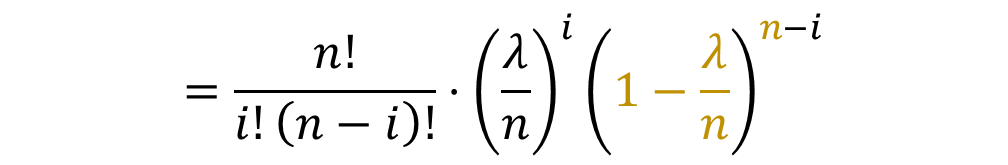 = n! / (i! (n − i)!) · (λ/n)^i (1 − λ/n)^(n−i)